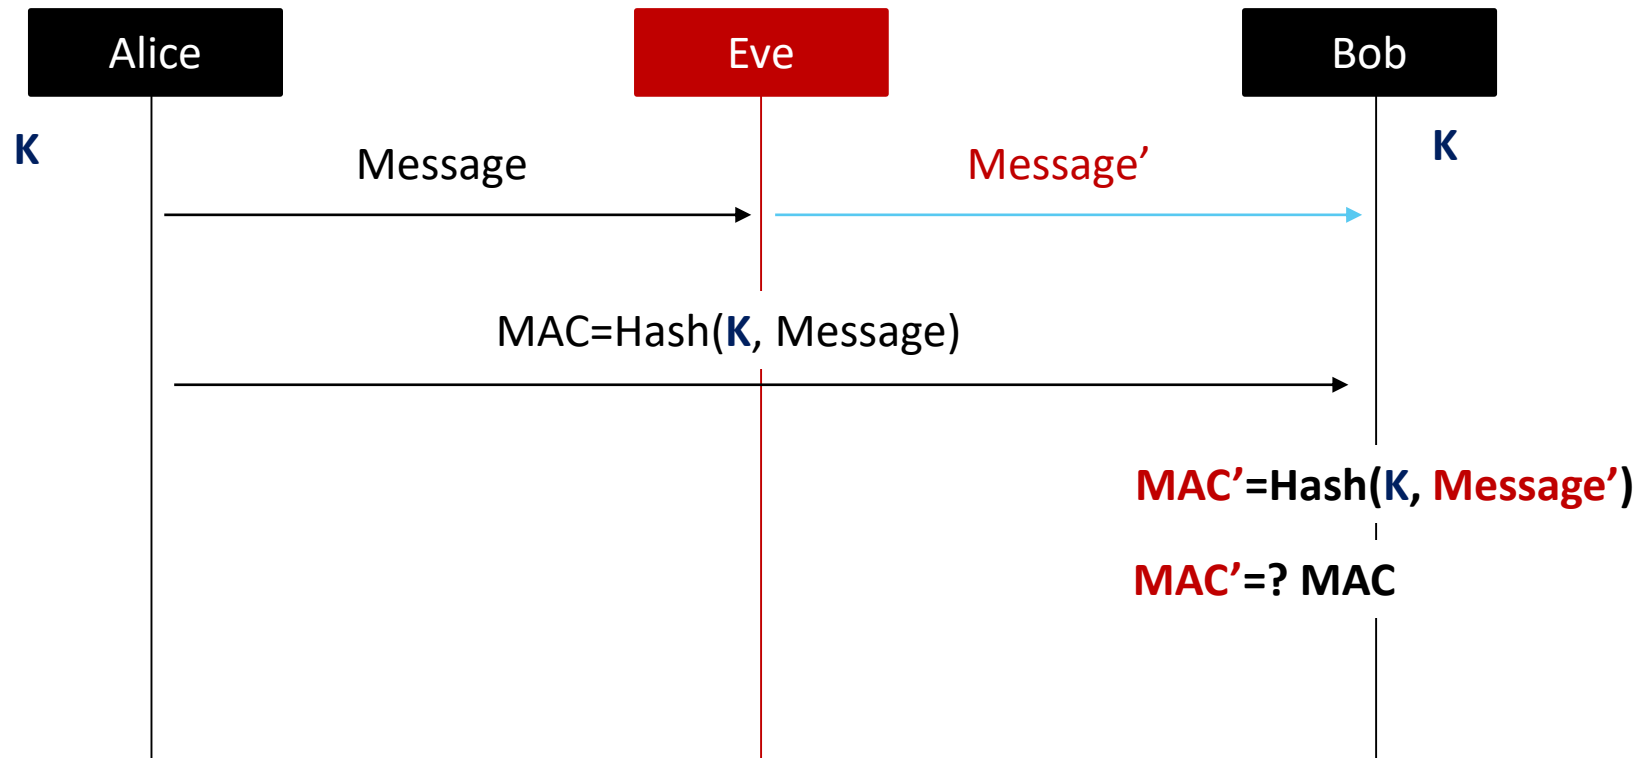 Alice
Eve
Bob
K
K
Message
Message’
MAC=Hash(K, Message)
MAC’=Hash(K, Message’)
MAC’=? MAC